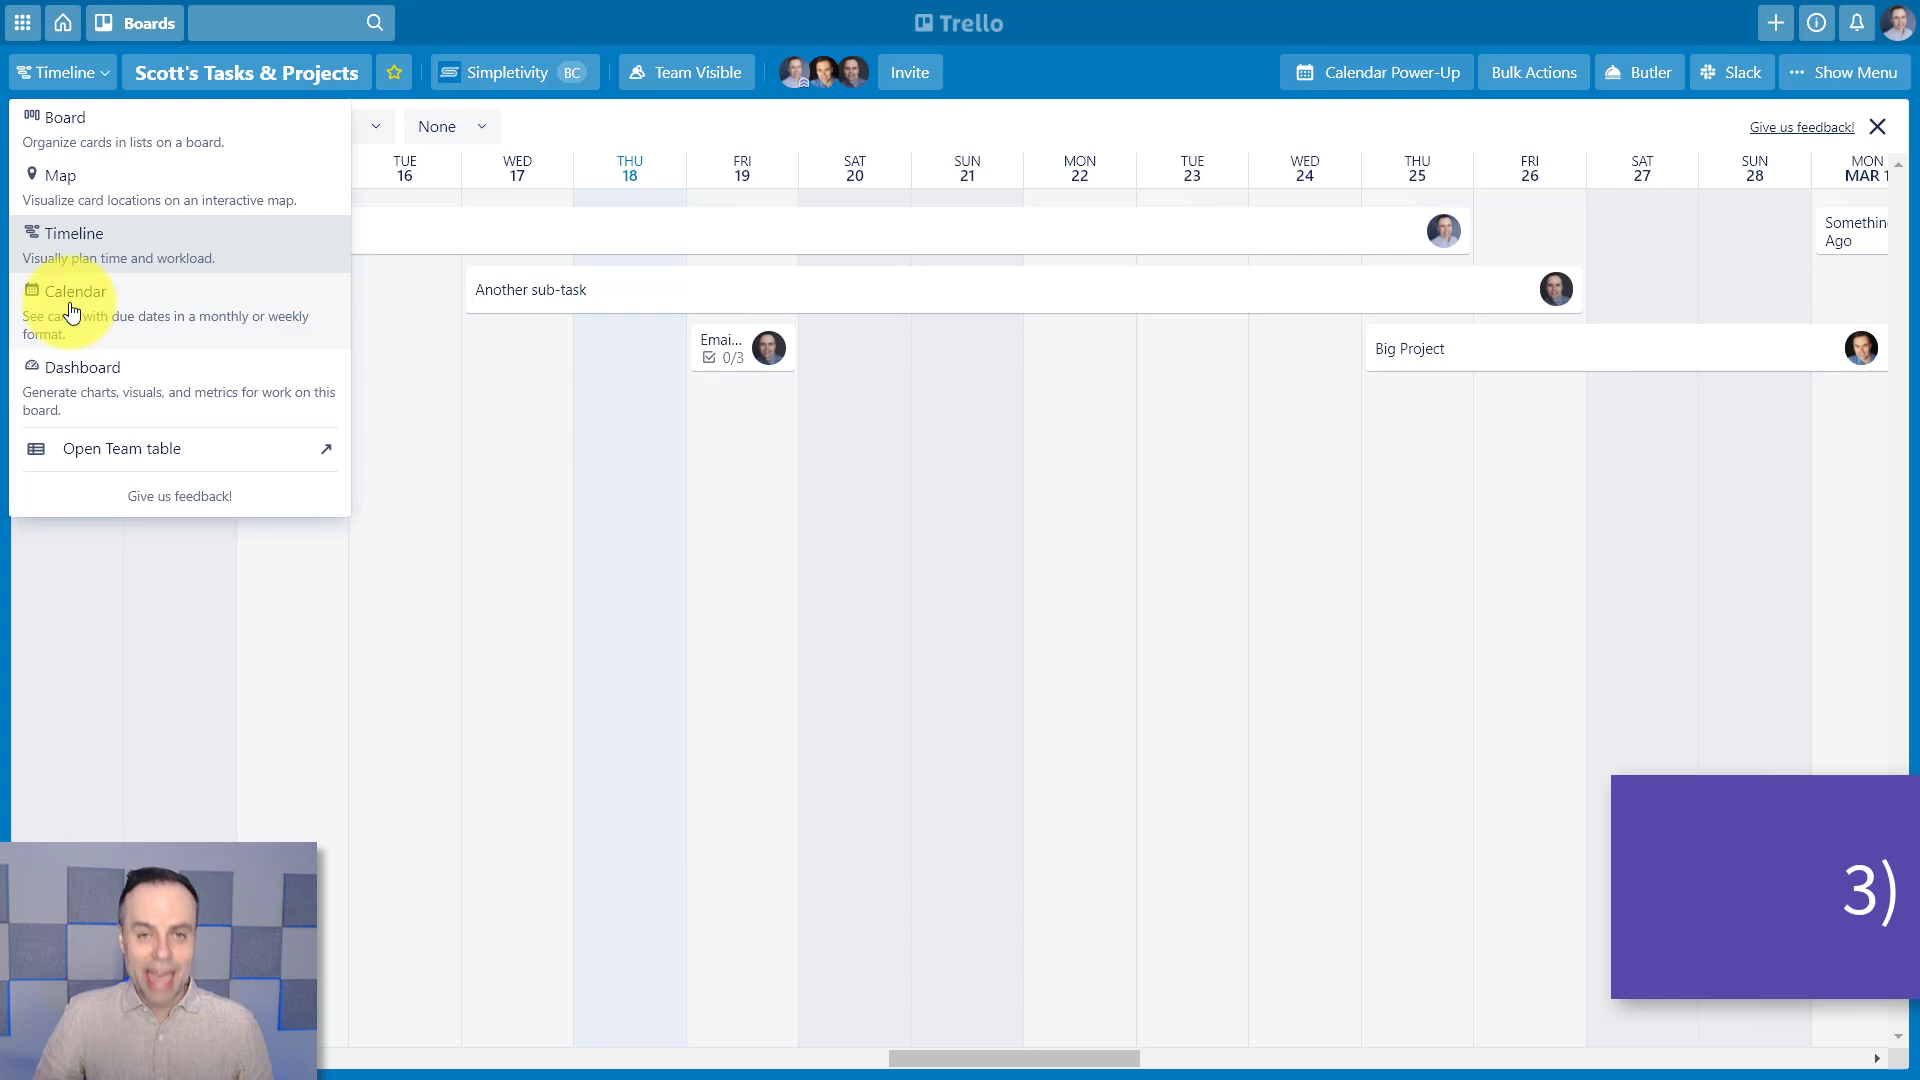 Boards
Trello
Timeline
Scott's Tasks & Projects
Simpletivity BC
Team Visible
Invite
Calendar Power-Up
Bulk Actions
Butler
Slack
Show Menu
Board
Organize cards in lists on a board.
Map
Visualize card locations on an interactive map.
Timeline
Visually plan time and workload.
Calendar
See cards with due dates in a monthly or weekly
format.
Dashboard
Generate charts, visuals, and metrics for work on this
board.
Open Team table
Give us feedback!
None
Give us feedback!
TUE
16
WED
17
THU
18
FRI
19
SAT
20
SUN
21
MON
22
TUE
23
WED
24
THU
25
FRI
26
SAT
27
SUN
28
MON
MAR 1
Somethin
Ago
Another sub-task
Emai...
0/3
Big Project
3)